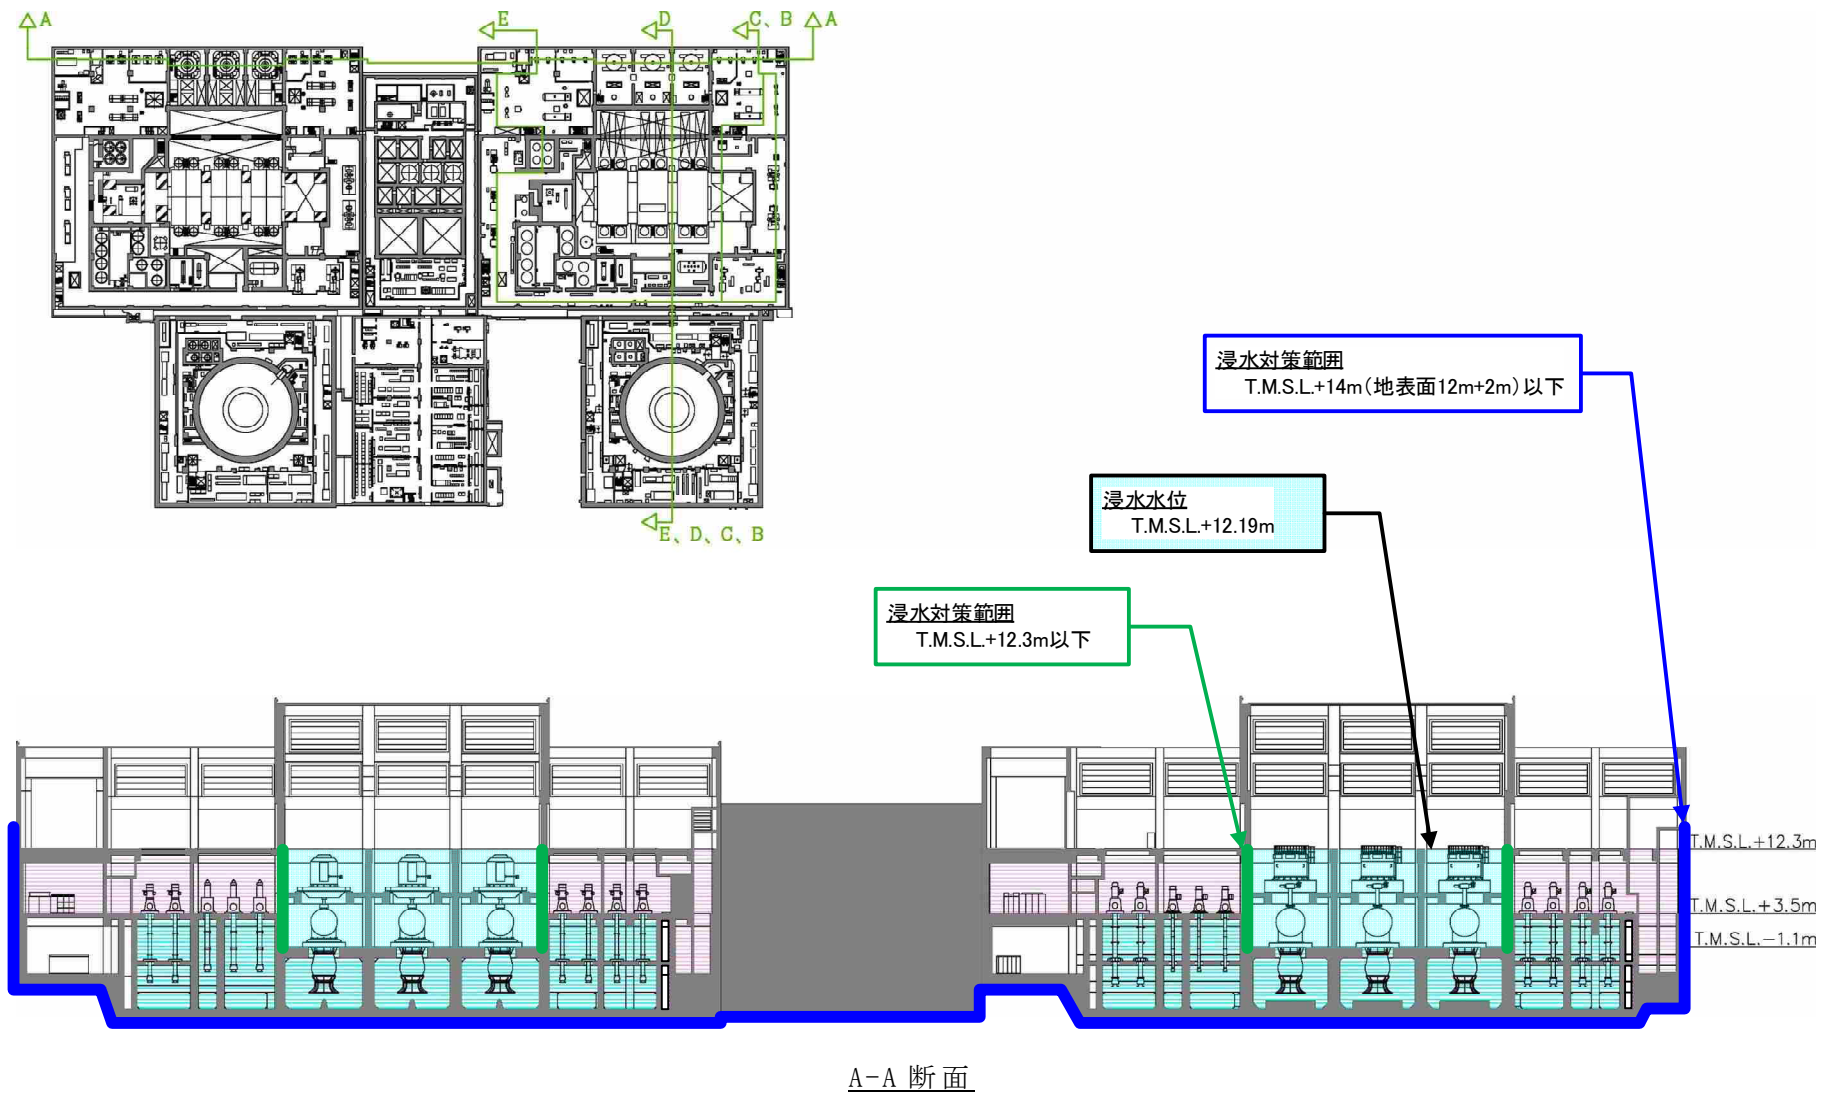 A
E
D
C、B
A
E、D、C、B
浸水対策範囲
T.M.S.L.+14m(地表面12m+2m)以下
浸水水位
T.M.S.L.+12.19m
浸水対策範囲
T.M.S.L.+12.3m以下
T.M.S.L.+12.3m
T.M.S.L.+3.5m
T.M.S.L.−1.1m
A-A 断面